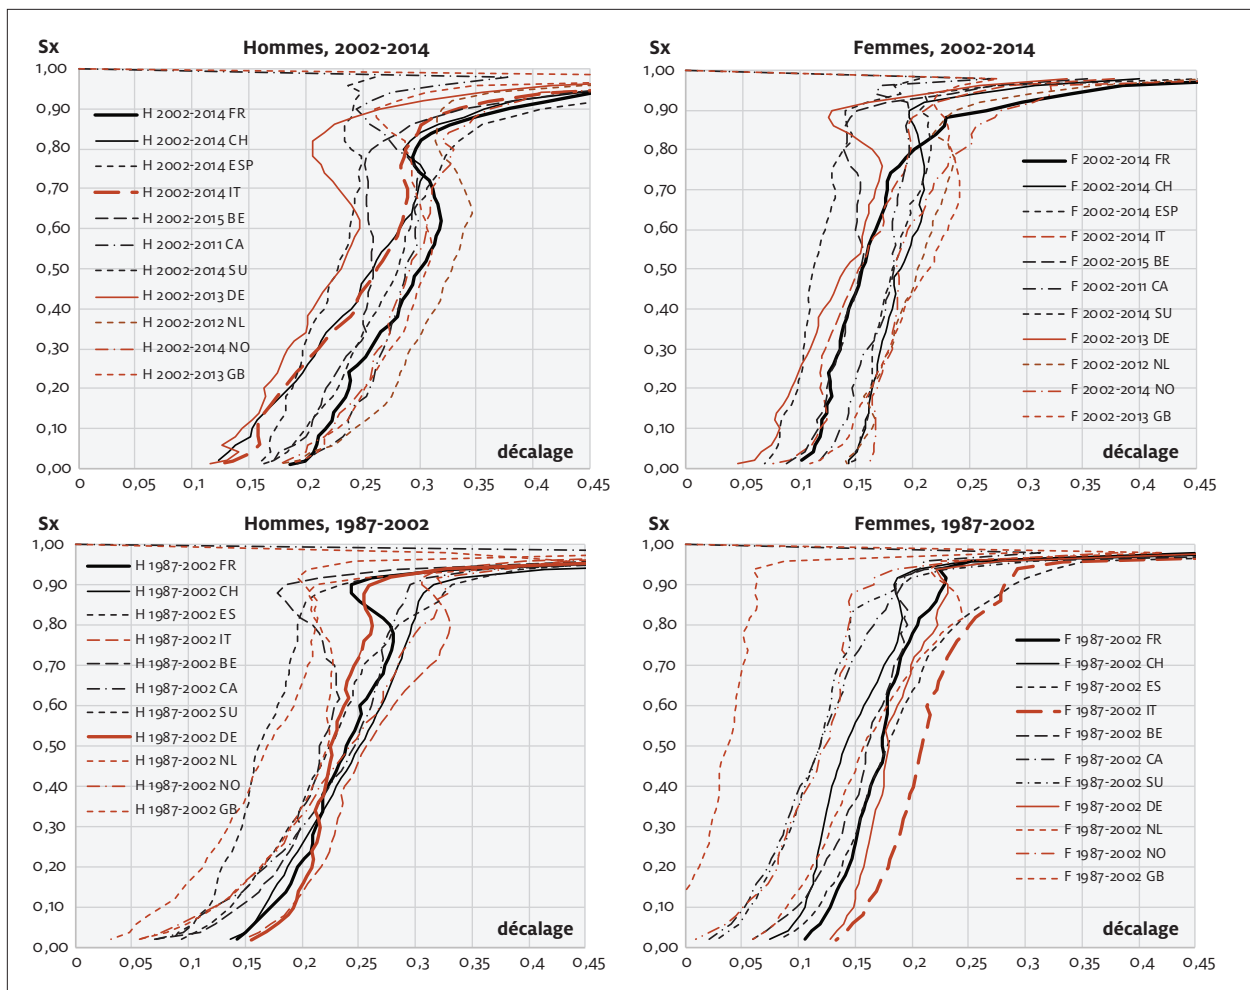 Sx
Hommes, 2002-2014
1,00
0,90
0,80
0,70
0,60
0,50
0,40
0,30
0,20
0,10
0,00
H 2002-2014 FR
H 2002-2014 CH
H 2002-2014 ESP
H 2002-2014 IT
H 2002-2015 BE
H 2002-2011 CA
H 2002-2014 SU
H 2002-2013 DE
H 2002-2012 NL
H 2002-2014 NO
H 2002-2013 GB
décalage
0 0,05 0,1 0,15 0,2 0,25 0,3 0,35 0,4 0,45
Sx
Femmes, 2002-2014
1,00
0,90
0,80
0,70
0,60
0,50
0,40
0,30
0,20
0,10
0,00
F 2002-2014 FR
F 2002-2014 CH
F 2002-2014 ESP
F 2002-2014 IT
F 2002-2015 BE
F 2002-2011 CA
F 2002-2014 SU
F 2002-2013 DE
F 2002-2012 NL
F 2002-2014 NO
F 2002-2013 GB
décalage
0 0,05 0,1 0,15 0,2 0,25 0,3 0,35 0,4 0,45
Sx
Hommes, 1987-2002
1,00
0,90
0,80
0,70
0,60
0,50
0,40
0,30
0,20
0,10
0,00
H 1987-2002 FR
H 1987-2002 CH
H 1987-2002 ES
H 1987-2002 IT
H 1987-2002 BE
H 1987-2002 CA
H 1987-2002 SU
H 1987-2002 DE
H 1987-2002 NL
H 1987-2002 NO
H 1987-2002 GB
décalage
0 0,05 0,1 0,15 0,2 0,25 0,3 0,35 0,4 0,45
Sx
Femmes, 1987-2002
1,00
0,90
0,80
0,70
0,60
0,50
0,40
0,30
0,20
0,10
0,00
F 1987-2002 FR
F 1987-2002 CH
F 1987-2002 ES
F 1987-2002 IT
F 1987-2002 BE
F 1987-2002 CA
F 1987-2002 SU
F 1987-2002 DE
F 1987-2002 NL
F 1987-2002 NO
F 1987-2002 GB
décalage
0 0,05 0,1 0,15 0,2 0,25 0,3 0,35 0,4 0,45